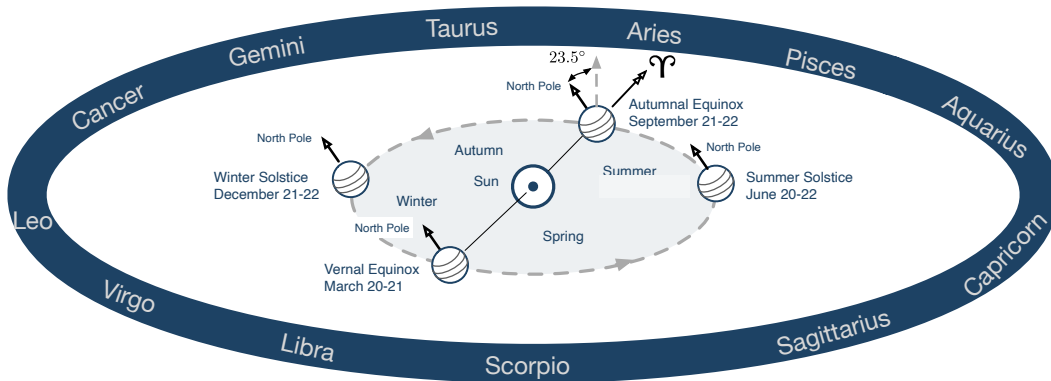 Taurus
Aries
Gemini
Pisces
Cancer
Aquarius
23.5°
♈
North Pole
Autumnal Equinox
September 21-22
North Pole
North Pole
Autumn
Summer
Winter Solstice
December 21-22
Sun
Summer Solstice
June 20-22
Winter
Leo
North Pole
Spring
Capricorn
Vernal Equinox
March 20-21
Virgo
Libra
Sagittarius
Scorpio